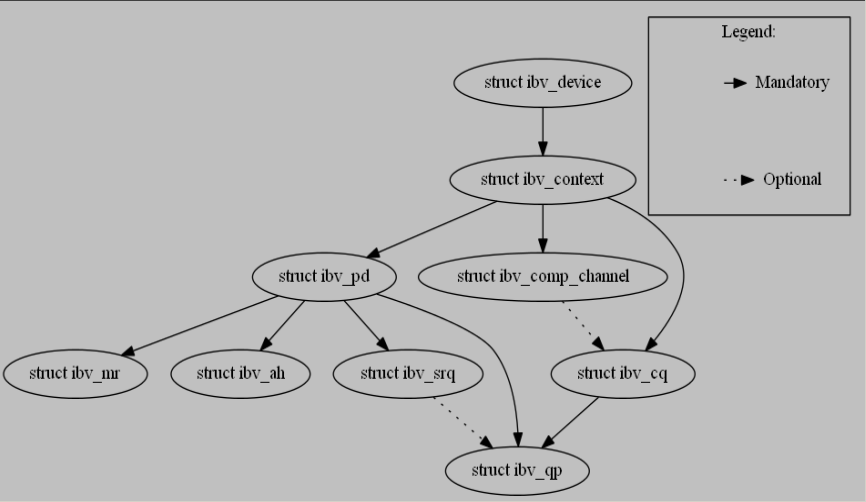 Legend:
struct ibv_device
Mandatory
struct ibv_context
Optional
struct ibv_pd
struct ibv_comp_channel
struct ibv_mr
struct ibv_ah
struct ibv_srq
struct ibv_cq
struct ibv_qp